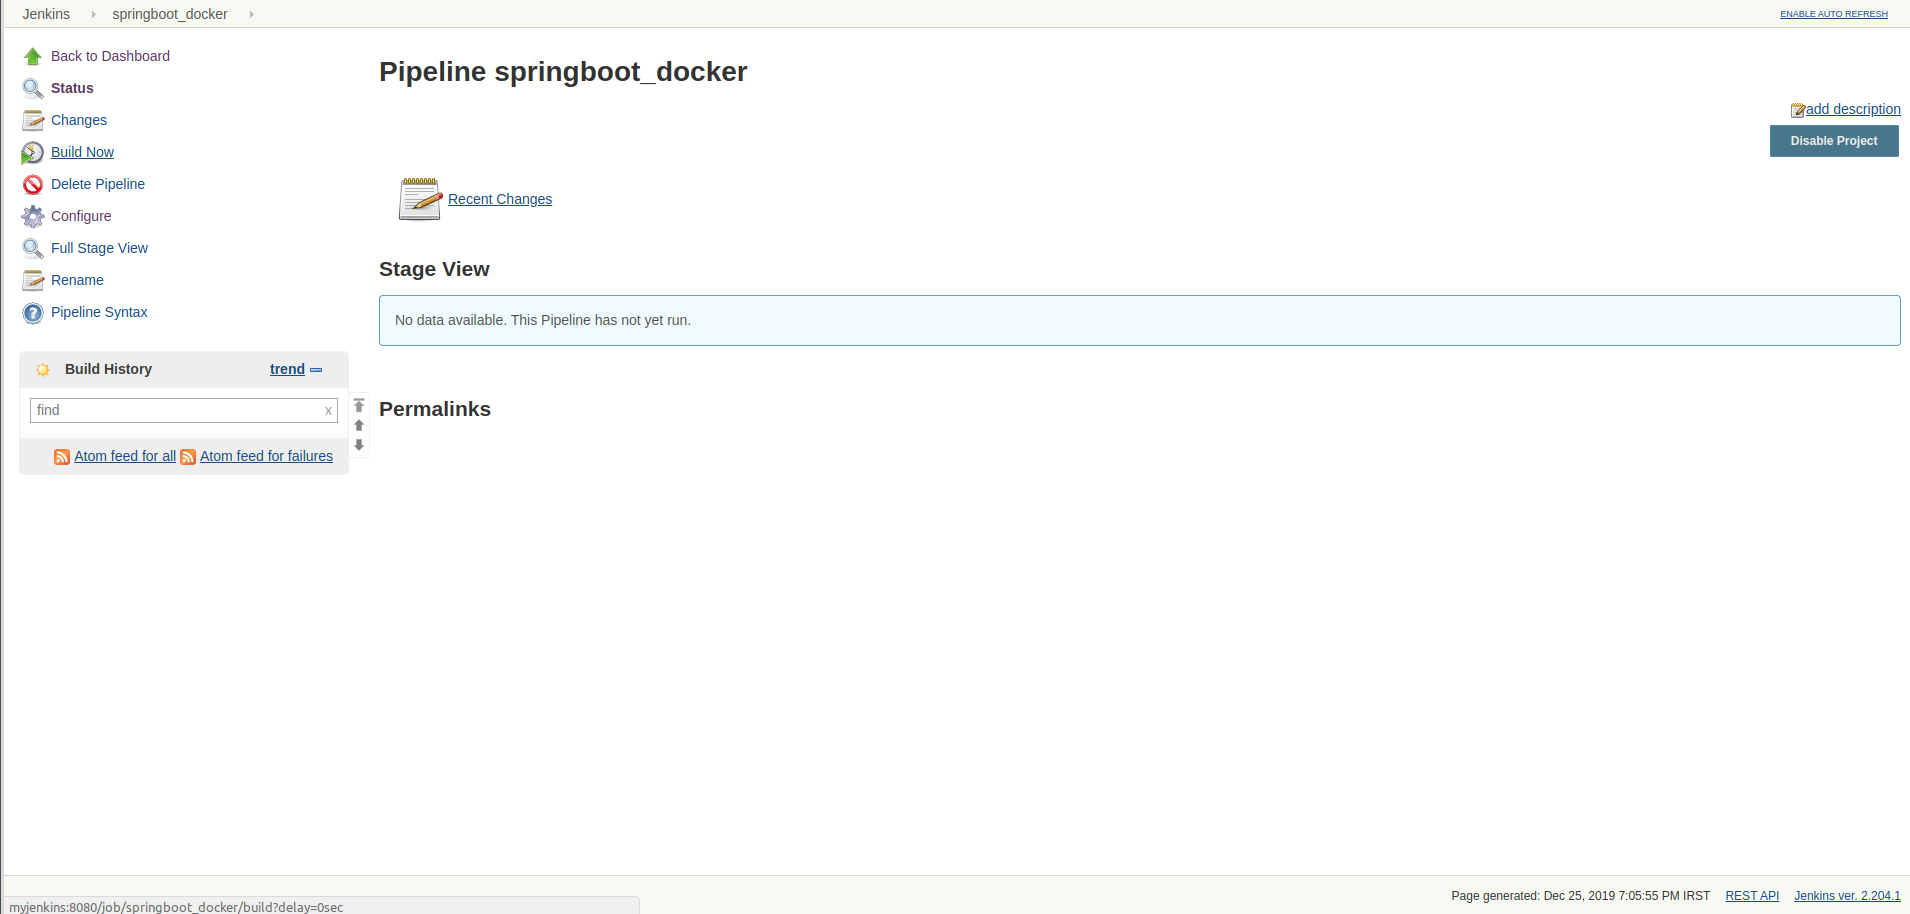 Jenkins springboot_docker ENABLE AUTO REFRESH
Back to Dashboard
Status
Changes
Build Now
Delete Pipeline
Configure
Full Stage View
Rename
Pipeline Syntax
Build History trend
find x
Atom feed for all Atom feed for failures
Pipeline springboot_docker
add description
Disable Project
Recent Changes
Stage View
No data available. This Pipeline has not yet run.
Permalinks
Page generated: Dec 25, 2019 7:05:55 PM IRST REST API Jenkins ver. 2.204.1
myjenkins:8080/job/springboot_docker/build?delay=0sec